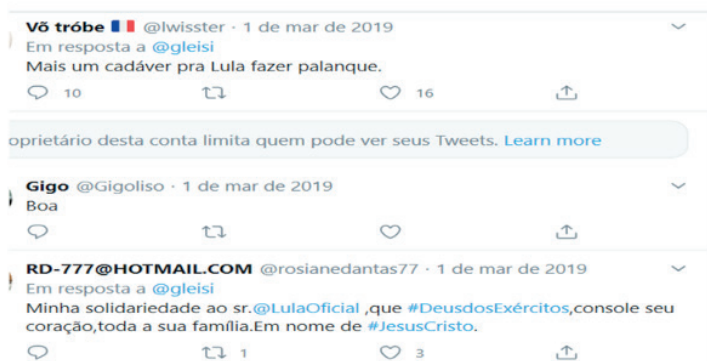 Võ tróbe 🇫🇷 @lwisster · 1 de mar de 2019
Em resposta a @gleisi
Mais um cadáver pra Lula fazer palanque.
10 16
oprietário desta conta limita quem pode ver seus Tweets. Learn more
Gigo @Gigoliso · 1 de mar de 2019
Boa
RD-777@HOTMAIL.COM @rosianedantas77 · 1 de mar de 2019
Em resposta a @gleisi
Minha solidariedade ao sr.@LulaOficial ,que #DeusdosExércitos,console seu
coração,toda a sua família.Em nome de #JesusCristo.
1 3